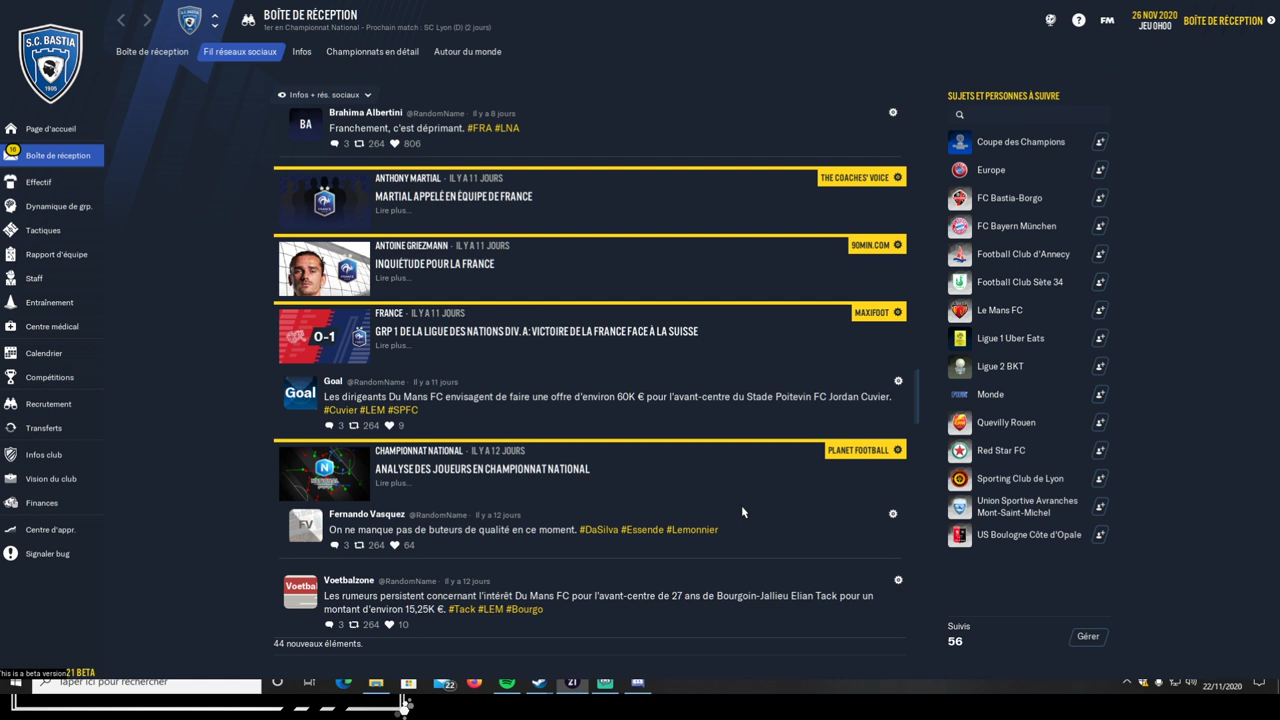 BOÎTE DE RÉCEPTION
1er en Championnat National - Prochain match : SC Lyon (D) (2 jours)
26 NOV 2020
JEU 0H00
BOÎTE DE RÉCEPTION
FM
S.C. BASTIA
1905
Boîte de réception
Fil réseaux sociaux
Infos
Championnats en détail
Autour du monde
Page d'accueil
16
Boîte de réception
Effectif
Dynamique de grp.
Tactiques
Rapport d'équipe
Staff
Entraînement
Centre médical
Calendrier
Compétitions
Recrutement
Transferts
Infos club
Vision du club
Finances
Centre d'appr.
Signaler bug
Infos + rés. sociaux
BA
Brahima Albertini @RandomName · Il y a 8 jours
Franchement, c'est déprimant. #FRA #LNA
3 264 806
ANTHONY MARTIAL - IL Y A 11 JOURS
THE COACHES' VOICE
MARTIAL APPELÉ EN ÉQUIPE DE FRANCE
Lire plus...
ANTOINE GRIEZMANN - IL Y A 11 JOURS
90MIN.COM
INQUIÉTUDE POUR LA FRANCE
Lire plus...
FRANCE - IL Y A 11 JOURS
MAXIFOOT
0-1
GRP 1 DE LA LIGUE DES NATIONS DIV. A: VICTOIRE DE LA FRANCE FACE À LA SUISSE
Lire plus...
Goal
Goal @RandomName · Il y a 11 jours
Les dirigeants Du Mans FC envisagent de faire une offre d'environ 60K € pour l'avant-centre du Stade Poitevin FC Jordan Cuvier.
#Cuvier #LEM #SPFC
3 264 9
CHAMPIONNAT NATIONAL - IL Y A 12 JOURS
PLANET FOOTBALL
ANALYSE DES JOUEURS EN CHAMPIONNAT NATIONAL
Lire plus...
FV
Fernando Vasquez @RandomName · Il y a 12 jours
On ne manque pas de buteurs de qualité en ce moment. #DaSilva #Essende #Lemonnier
3 264 64
Voetba
Voetbalzone @RandomName · Il y a 12 jours
Les rumeurs persistent concernant l'intérêt Du Mans FC pour l'avant-centre de 27 ans de Bourgoin-Jallieu Elian Tack pour un
montant d'environ 15,25K €. #Tack #LEM #Bourgo
3 264 10
44 nouveaux éléments.
SUJETS ET PERSONNES À SUIVRE
Coupe des Champions
Europe
FC Bastia-Borgo
FC Bayern München
Football Club d'Annecy
Football Club Sète 34
Le Mans FC
Ligue 1 Uber Eats
Ligue 2 BKT
Monde
Quevilly Rouen
Red Star FC
Sporting Club de Lyon
Union Sportive Avranches
Mont-Saint-Michel
US Boulogne Côte d'Opale
Suivis
56
Gérer
This is a beta version 21 BETA
Taper ici pour rechercher
22
21
22/11/2020